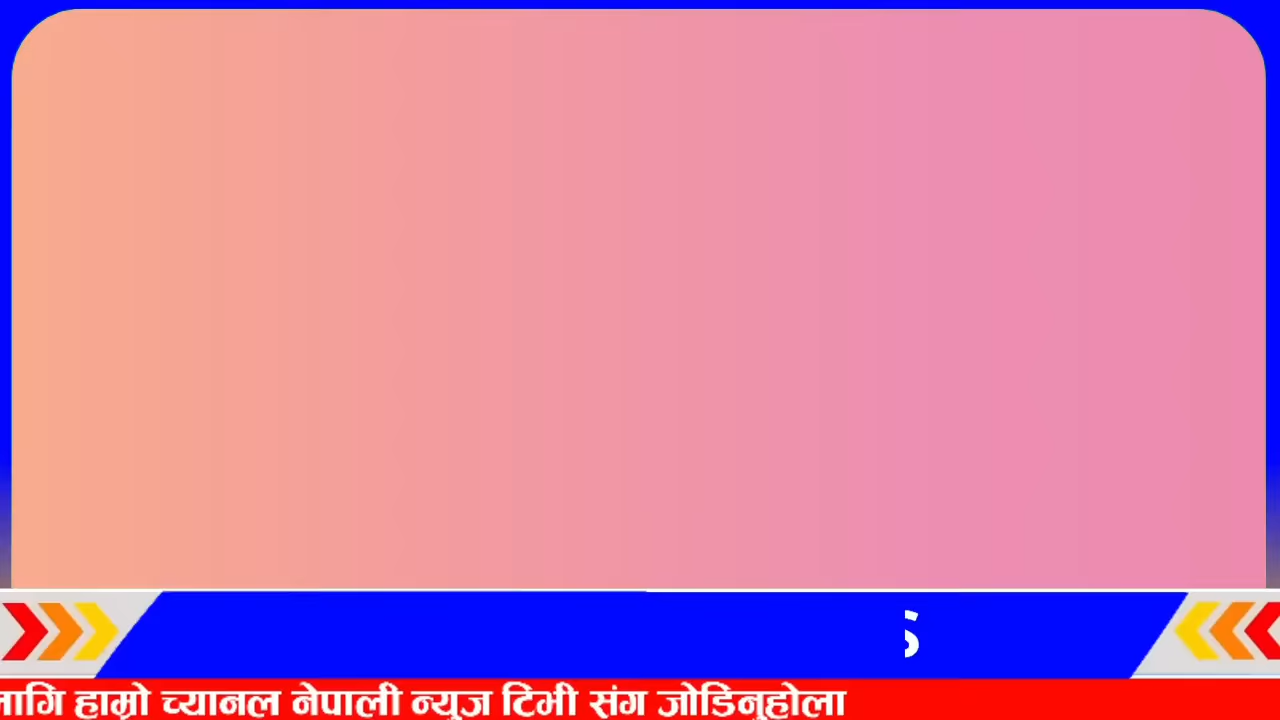 S
हाम्रो च्यानल नेपाली न्युज टिभी संग जोडिनुहोला